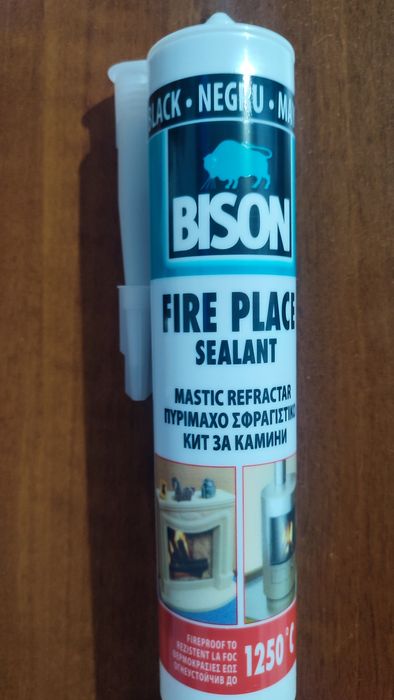 BLACK • NEGRU • MA
BISON
FIRE PLACE
SEALANT
MASTIC REFRACTAR
ΠΥΡΙΜΑΧΟ ΣΦΡΑΓΙΣΤΙΚΟ
КИТ ЗА КАМИНИ
FIREPROOF TO
REZISTENT LA FOC
ΘΕΡΜΟΚΡΑΣΙΕΣ ΕΩΣ
ОГНЕУСТОЙЧИВ ДО
1250°C